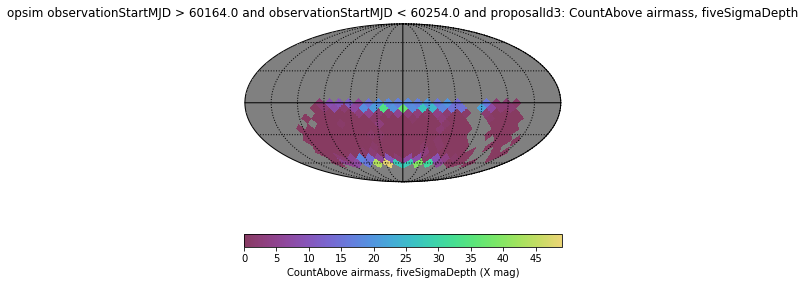 opsim observationStartMJD > 60164.0 and observationStartMJD < 60254.0 and proposalId3: CountAbove airmass, fiveSigmaDepth
0 5 10 15 20 25 30 35 40 45
CountAbove airmass, fiveSigmaDepth (X mag)